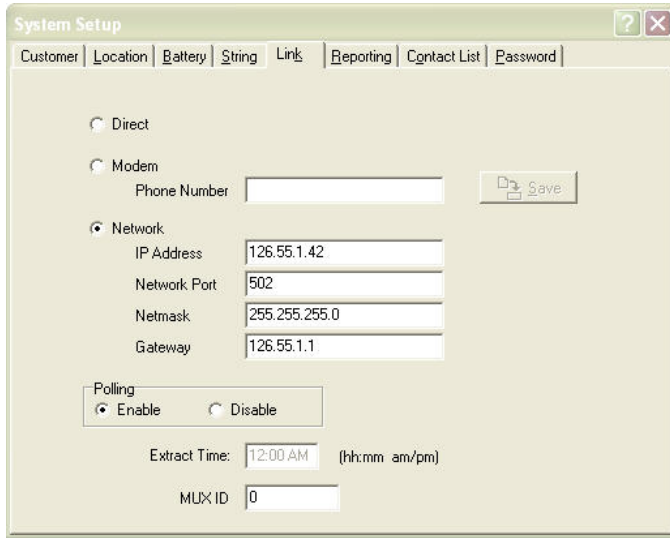 System Setup
Customer Location Battery String Link Reporting Contact List Password
Direct
Modem
Phone Number
Save
Network
IP Address 126.55.1.42
Network Port 502
Netmask 255.255.255.0
Gateway 126.55.1.1
Polling
Enable Disable
Extract Time: 12:00 AM (hh:mm am/pm)
MUX ID 0